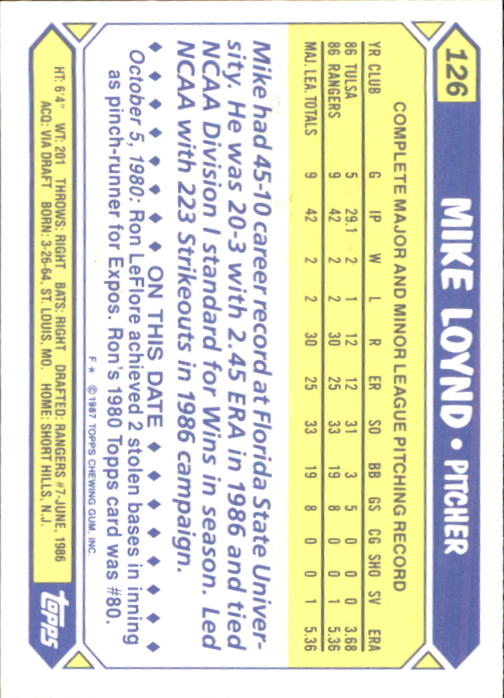 126
MIKE LOYND • PITCHER
COMPLETE MAJOR AND MINOR LEAGUE PITCHING RECORD
YR CLUB G IP W L R ER SO BB GS CG SHO SV ERA
86 TULSA 5 29.1 2 1 12 12 31 3 5 0 0 0 3.68
86 RANGERS 9 42 2 2 30 25 33 19 8 0 0 1 5.36
MAJ. LEA. TOTALS 9 42 2 2 30 25 33 19 8 0 0 1 5.36
Mike had 45-10 career record at Florida State Univer-
sity. He was 20-3 with 2.45 ERA in 1986 and tied
NCAA Division I standard for Wins in season. Led
NCAA with 223 Strikeouts in 1986 campaign.
◆ ◆ ◆ ◆ ◆ ◆ ON THIS DATE ◆ ◆ ◆ ◆ ◆ ◆
October 5, 1980: Ron LeFlore achieved 2 stolen bases in inning
as pinch-runner for Expos. Ron's 1980 Topps card was #80.
F* © 1987 TOPPS CHEWING GUM, INC.
HT: 6'4" WT: 201 THROWS: RIGHT BATS: RIGHT DRAFTED: RANGERS #7-JUNE, 1986
ACQ: VIA DRAFT BORN: 3-26-64, ST. LOUIS, MO. HOME: SHORT HILLS, N.J.
TOPPS